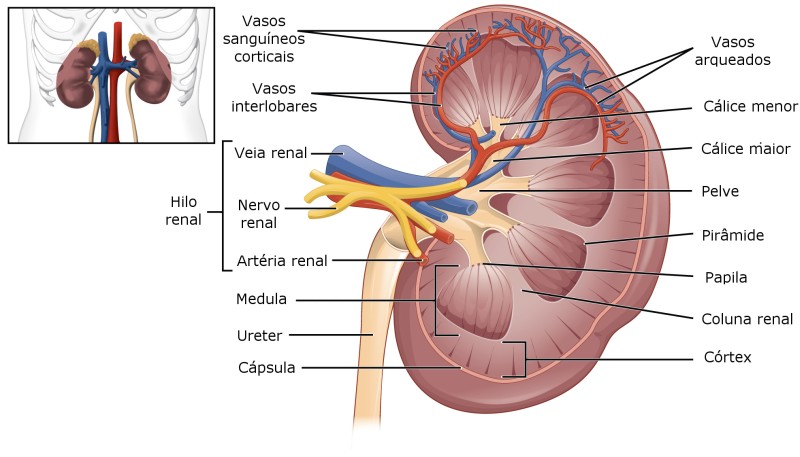 Vasos
sanguíneos
corticais
Vasos
interlobares
Veia renal
Hilo
renal
Nervo
renal
Artéria renal
Medula
Ureter
Cápsula
Vasos
arqueados
Cálice menor
Cálice maior
Pelve
Pirâmide
Papila
Coluna renal
Córtex